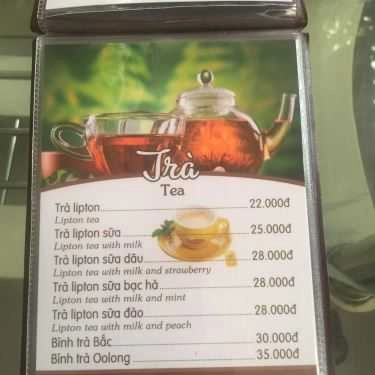 Trà
Tea
Trà lipton 22.000đ
Lipton tea
Trà lipton sữa 25.000đ
Lipton tea with milk
Trà lipton sữa dâu 28.000đ
Lipton tea with milk and strawberry
Trà lipton sữa bạc hà 28.000đ
Lipton tea with milk and mint
Trà lipton sữa đào 28.000đ
Lipton tea with milk and peach
Bình trà Bắc 30.000đ
Bình trà Oolong 35.000đ